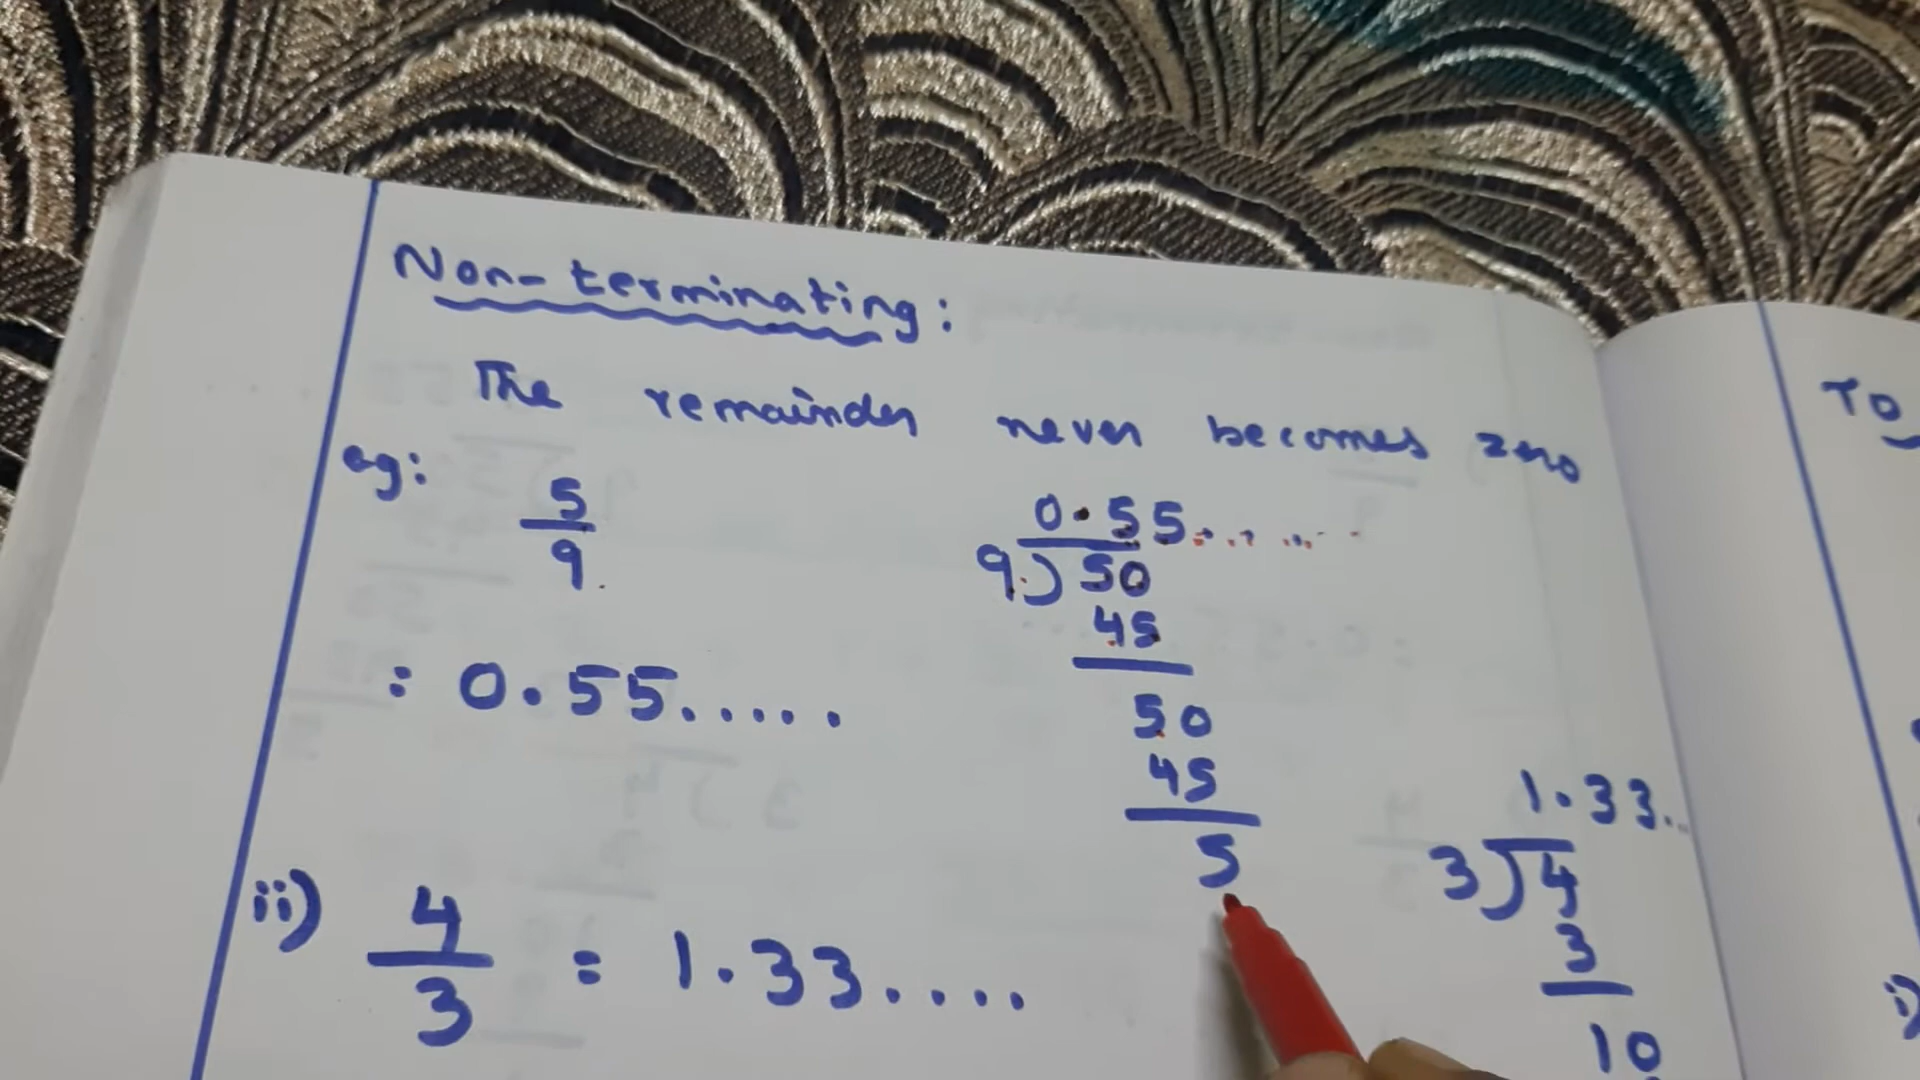 Non-terminating:
The remainder never becomes zero
eg:
5
9
= 0.55.....
0.55.......
9)50
45
50
45
5
ii) 4
3
= 1.33....
1.33..
3)4
3
10
To
i)